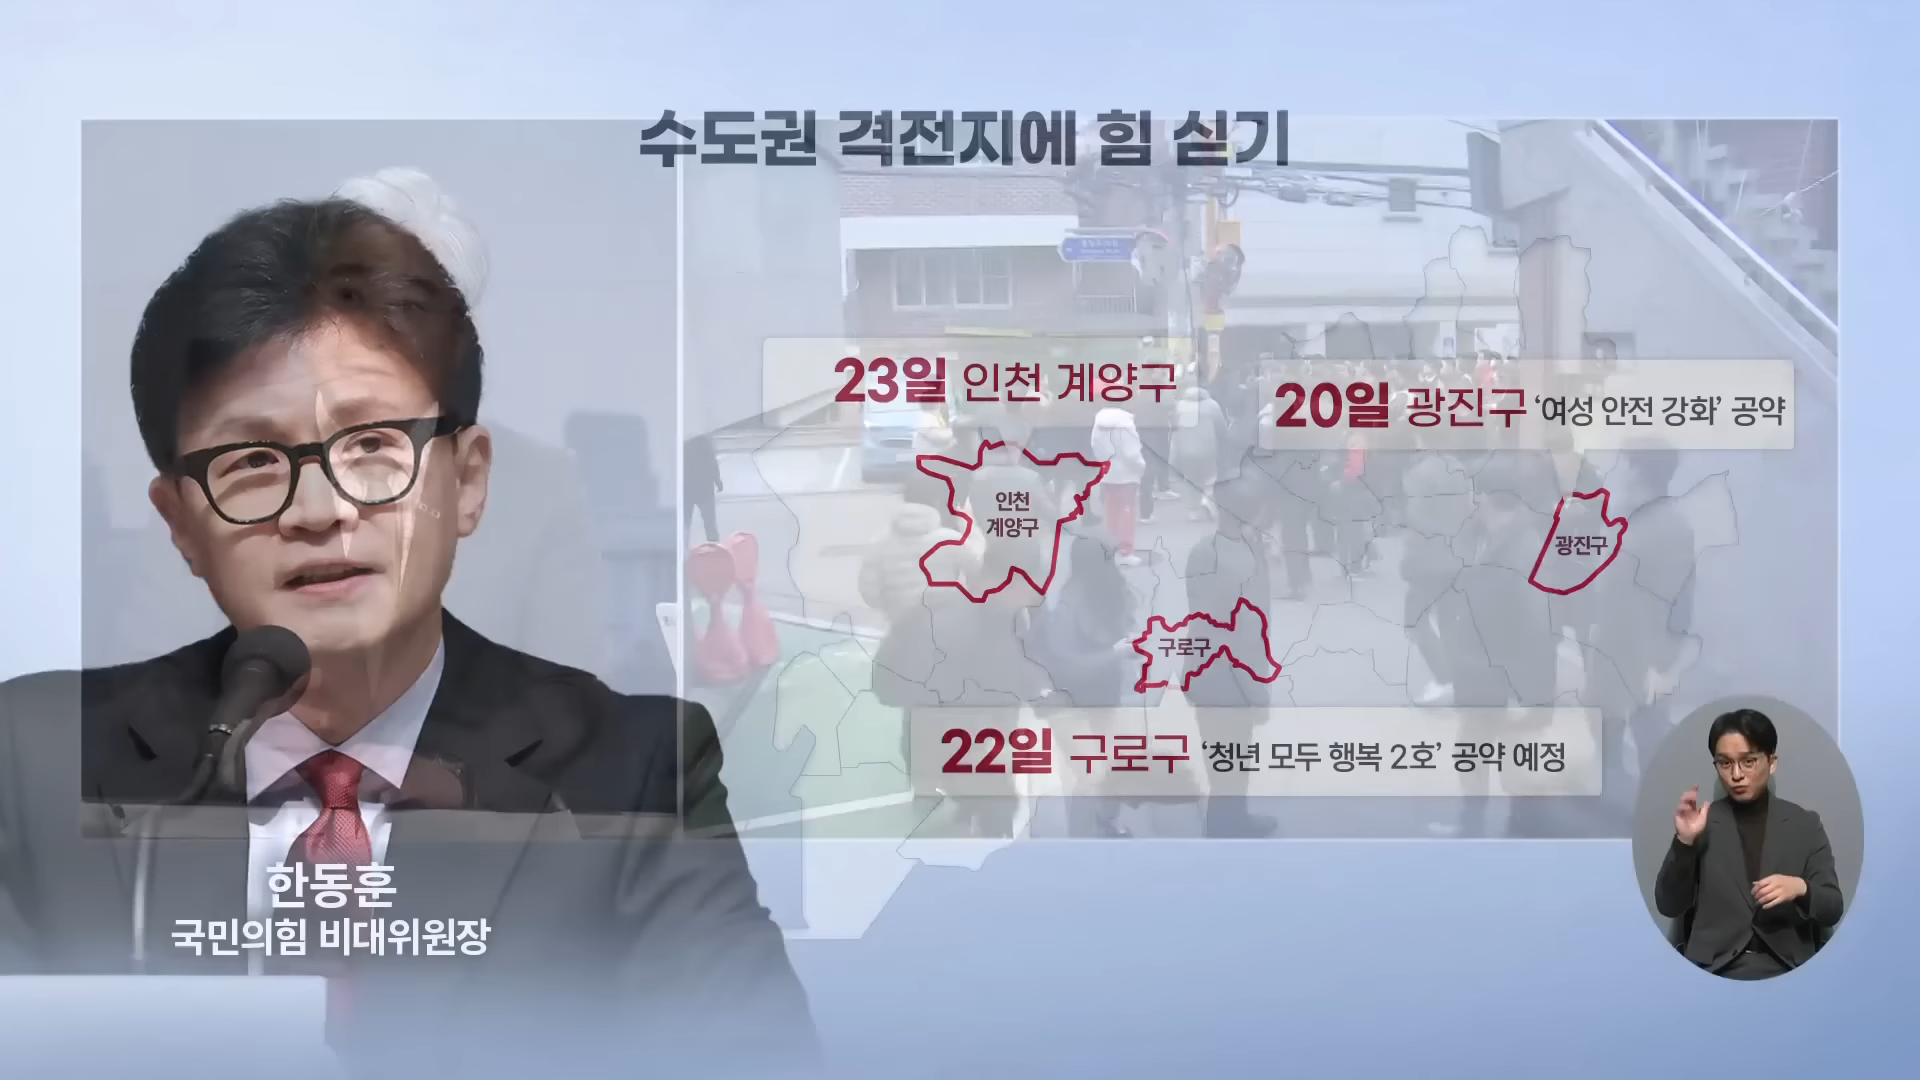 수도권 격전지에 힘 싣기
23일 인천 계양구
20일 광진구 '여성 안전 강화' 공약
인천
계양구
광진구
구로구
22일 구로구 '청년 모두 행복 2호' 공약 예정
한동훈
국민의힘 비대위원장